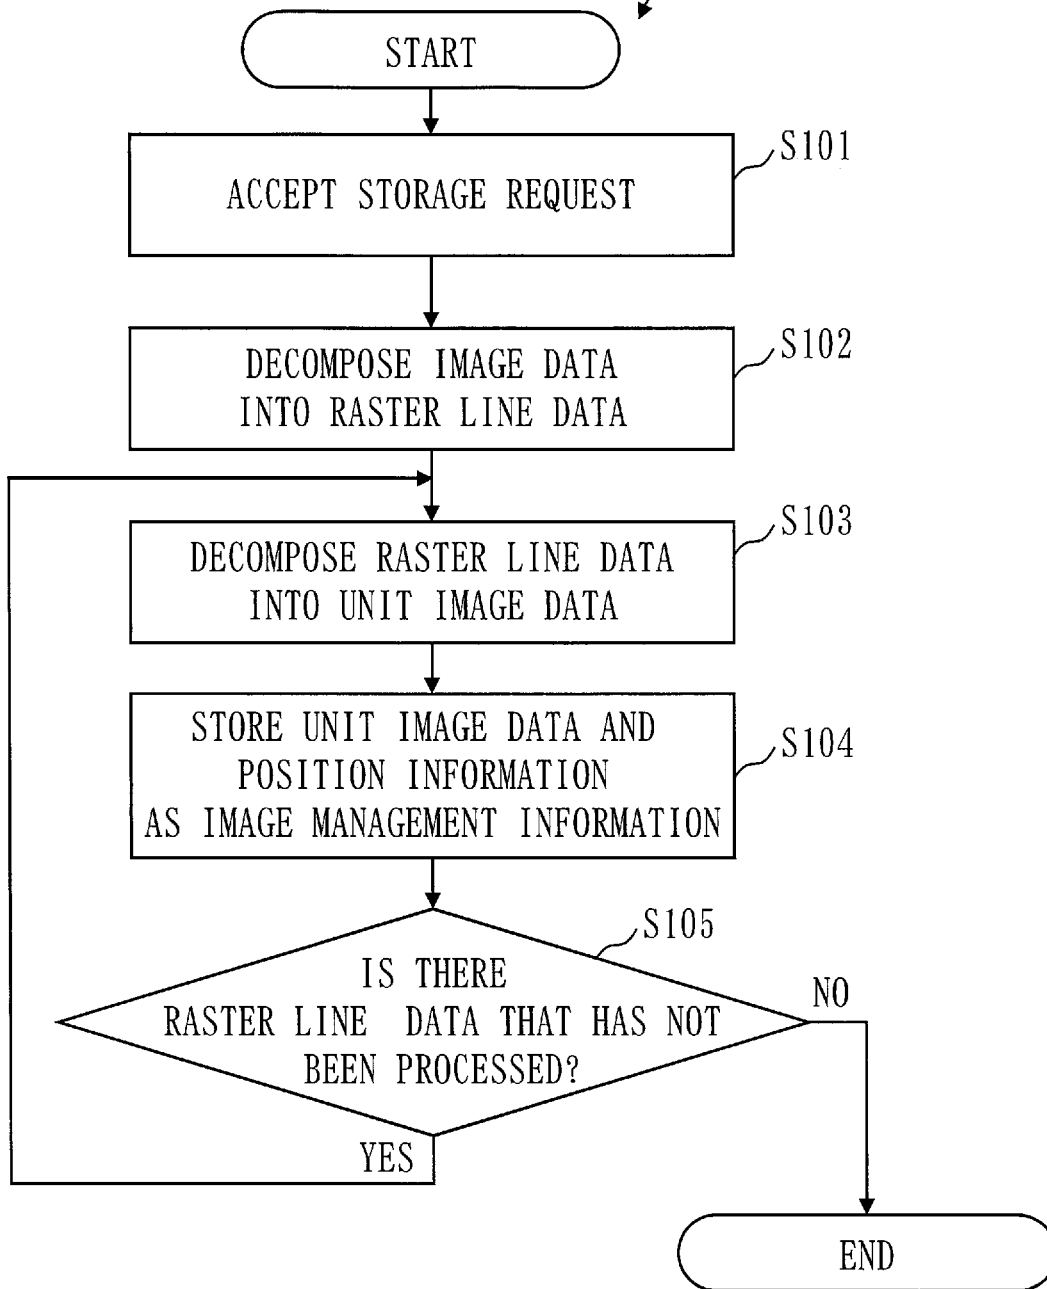 START
S101
ACCEPT STORAGE REQUEST
S102
DECOMPOSE IMAGE DATA
INTO RASTER LINE DATA
S103
DECOMPOSE RASTER LINE DATA
INTO UNIT IMAGE DATA
S104
STORE UNIT IMAGE DATA AND
POSITION INFORMATION
AS IMAGE MANAGEMENT INFORMATION
S105
IS THERE
RASTER LINE DATA THAT HAS NOT
BEEN PROCESSED?
NO
YES
END